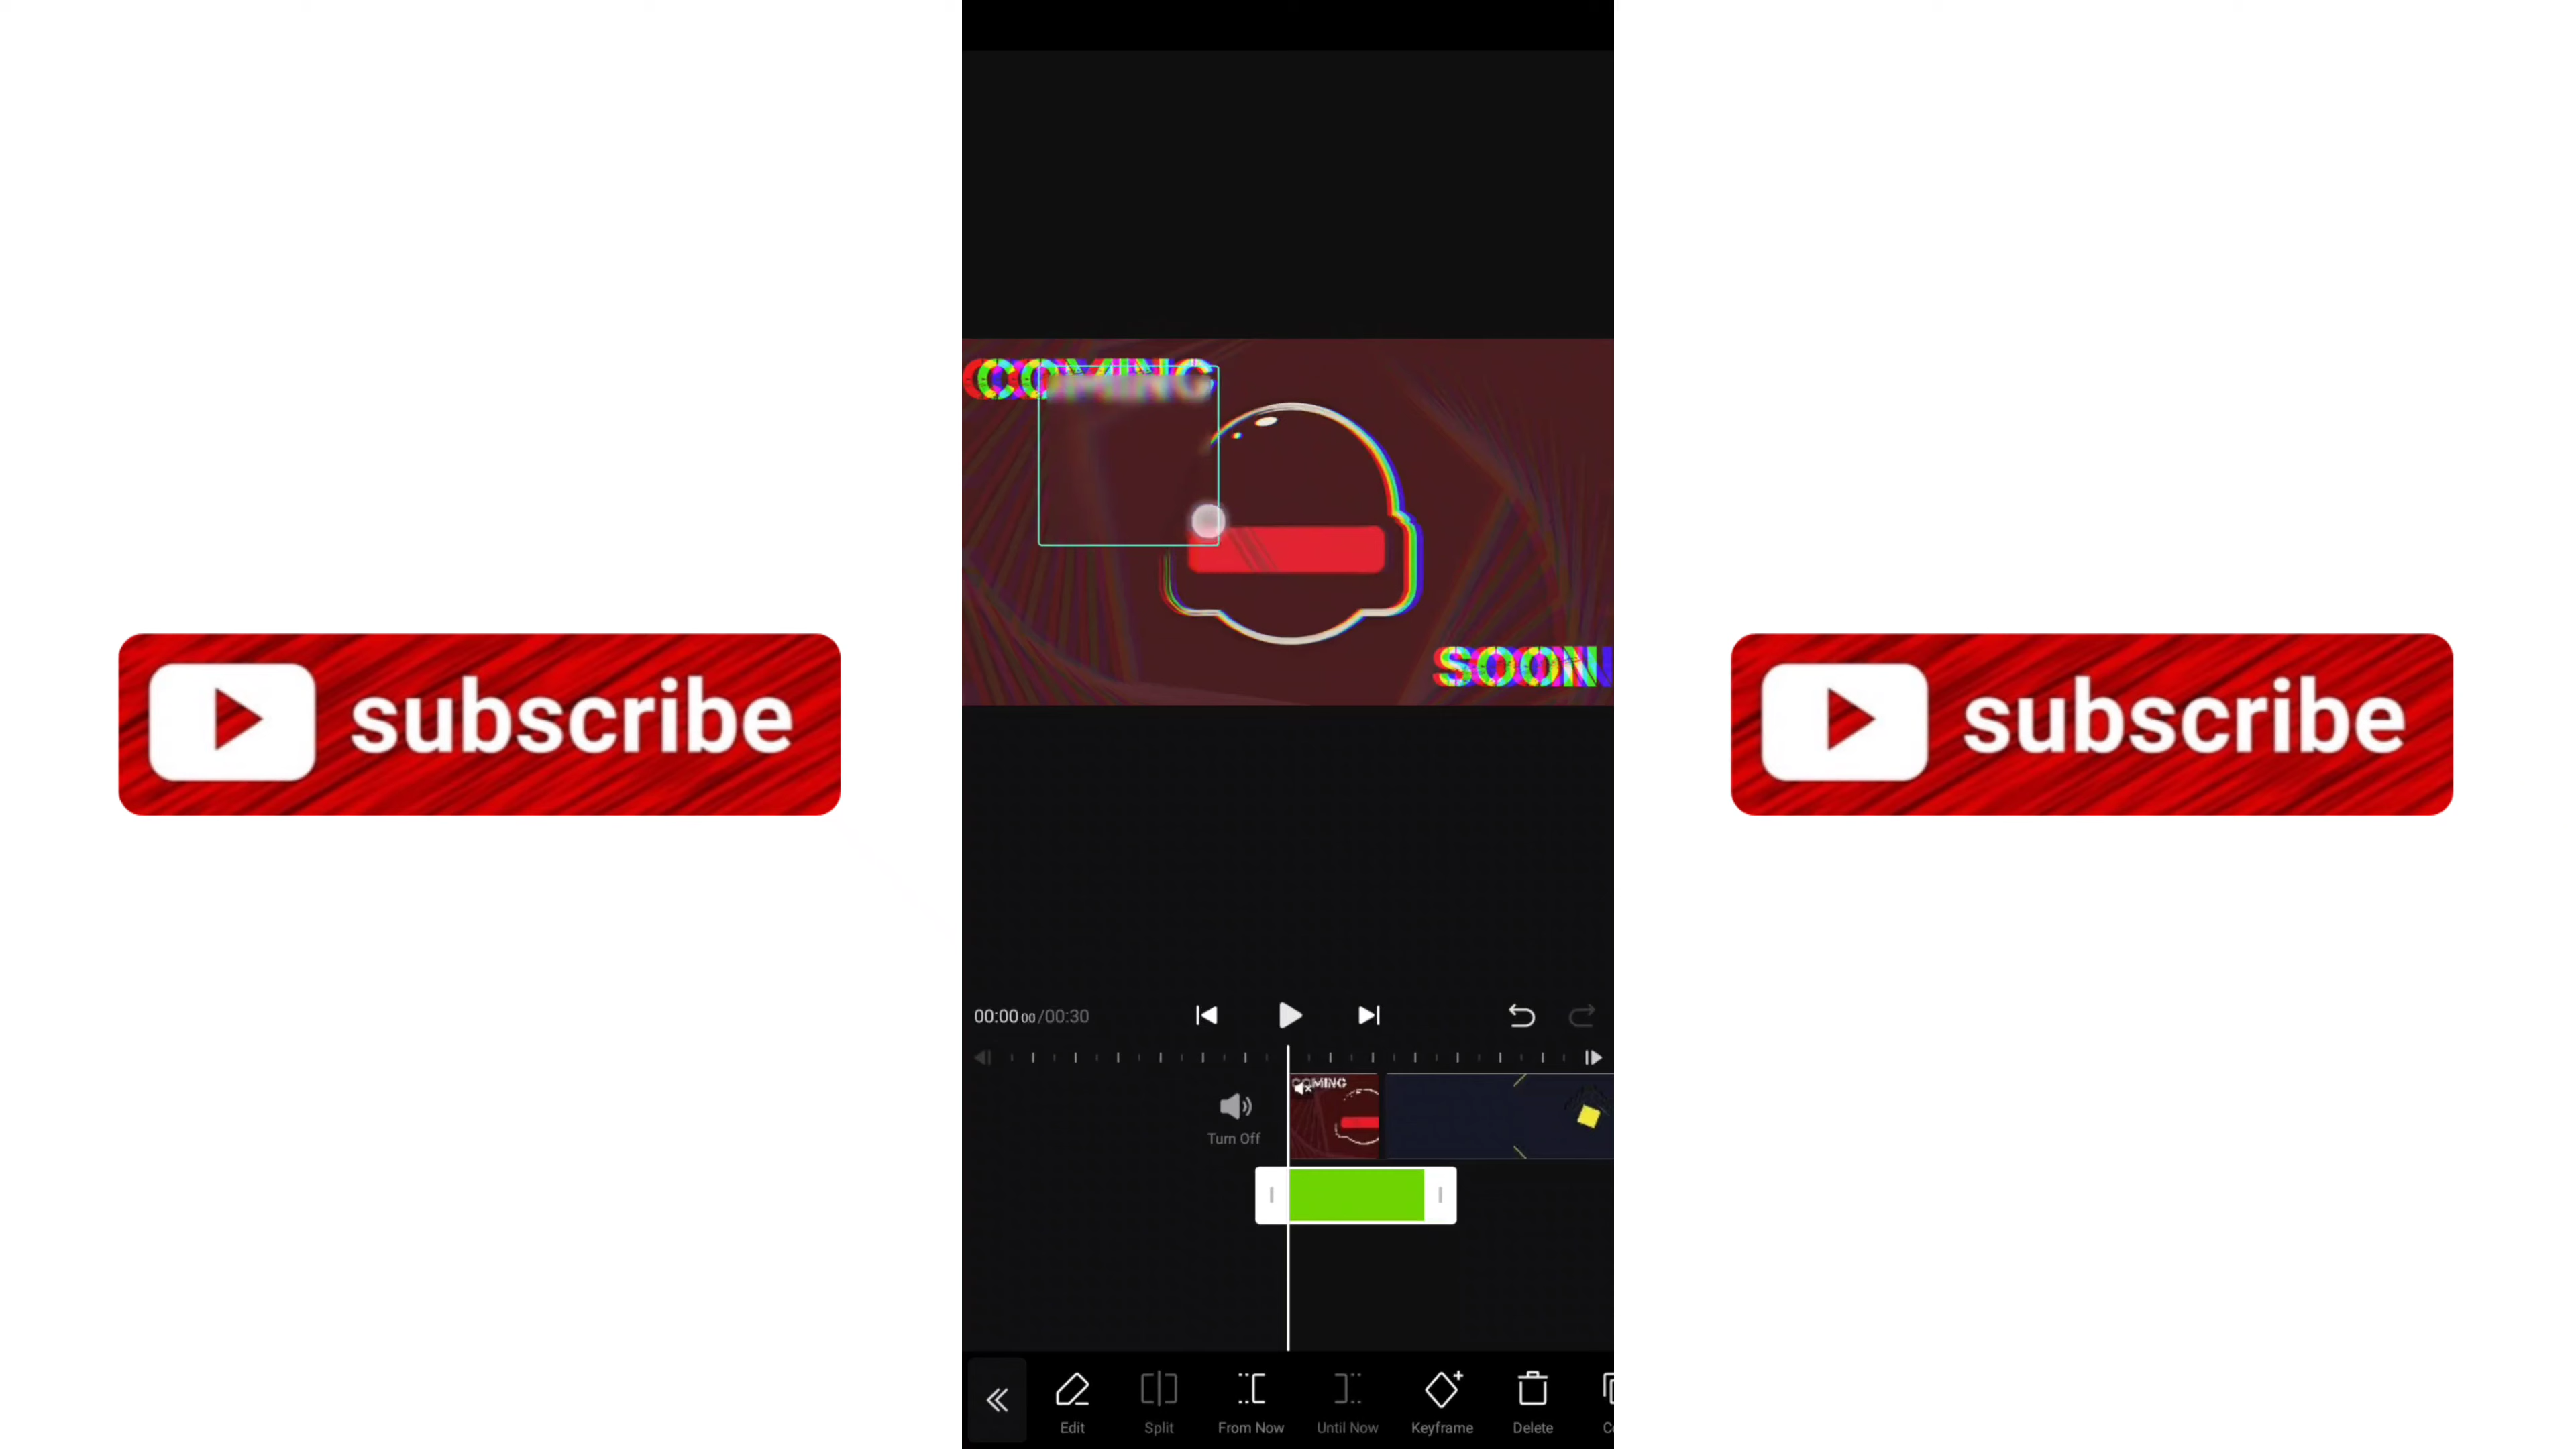 COMING
SOON
subscribe
subscribe
00:00 00 /00:30
COMING
Turn Off
Edit
Split
From Now
Until Now
Keyframe
Delete